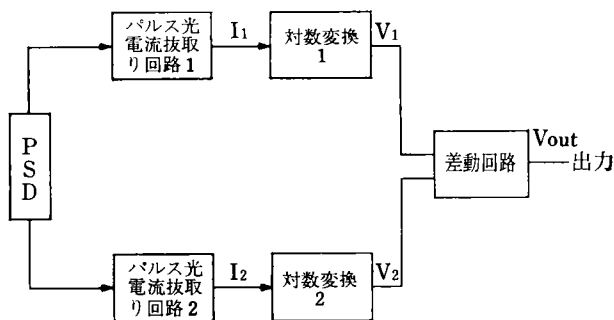 パルス光
電流抜取
り回路1
I₁
対数変換
1
V₁
PSD
差動回路
Vout
出力
パルス光
電流抜取
り回路2
I₂
対数変換
2
V₂